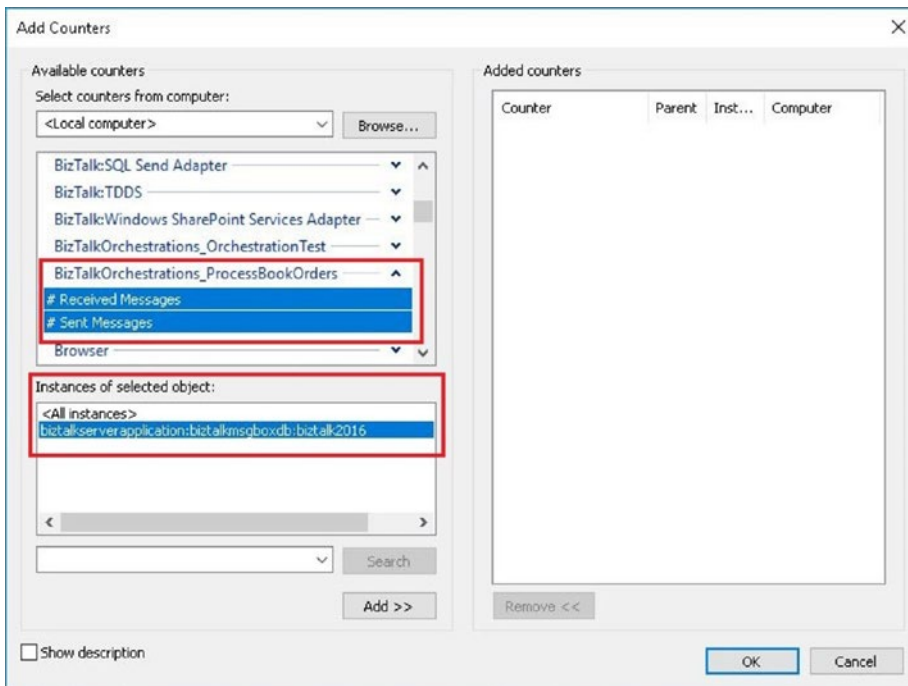 Add Counters
Available counters
Select counters from computer:
<Local computer>
Browse...
BizTalk:SQL Send Adapter
BizTalk:TDDS
BizTalk:Windows SharePoint Services Adapter
BizTalkOrchestrations_OrchestrationTest
BizTalkOrchestrations_ProcessBookOrders
# Received Messages
# Sent Messages
Browser
Instances of selected object:
<All instances>
biztalkserverapplication:biztalkmsgboxdb:biztalk2016
Search
Add >>
Show description
Added counters
Counter Parent Inst... Computer
Remove <<
OK Cancel